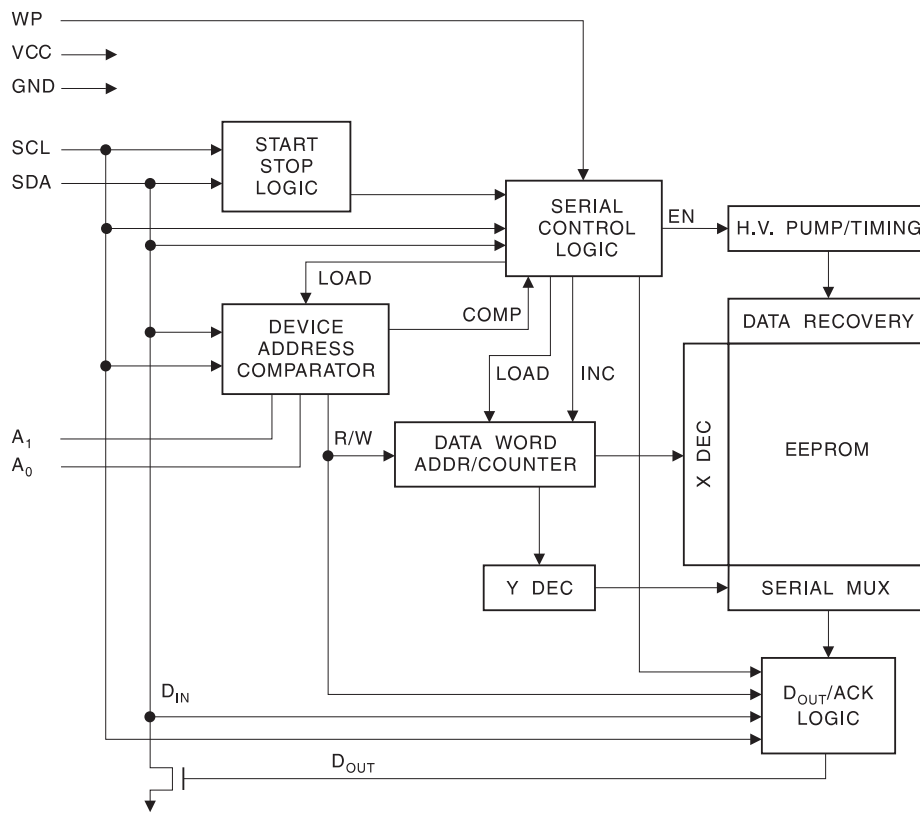 WP
VCC
GND
SCL
SDA
START
STOP
LOGIC
SERIAL
CONTROL
LOGIC
EN
H.V. PUMP/TIMING
LOAD
COMP
DEVICE
ADDRESS
COMPARATOR
DATA RECOVERY
LOAD
INC
A1
A0
R/W
DATA WORD
ADDR/COUNTER
X DEC
EEPROM
Y DEC
SERIAL MUX
DIN
DOUT/ACK
LOGIC
DOUT